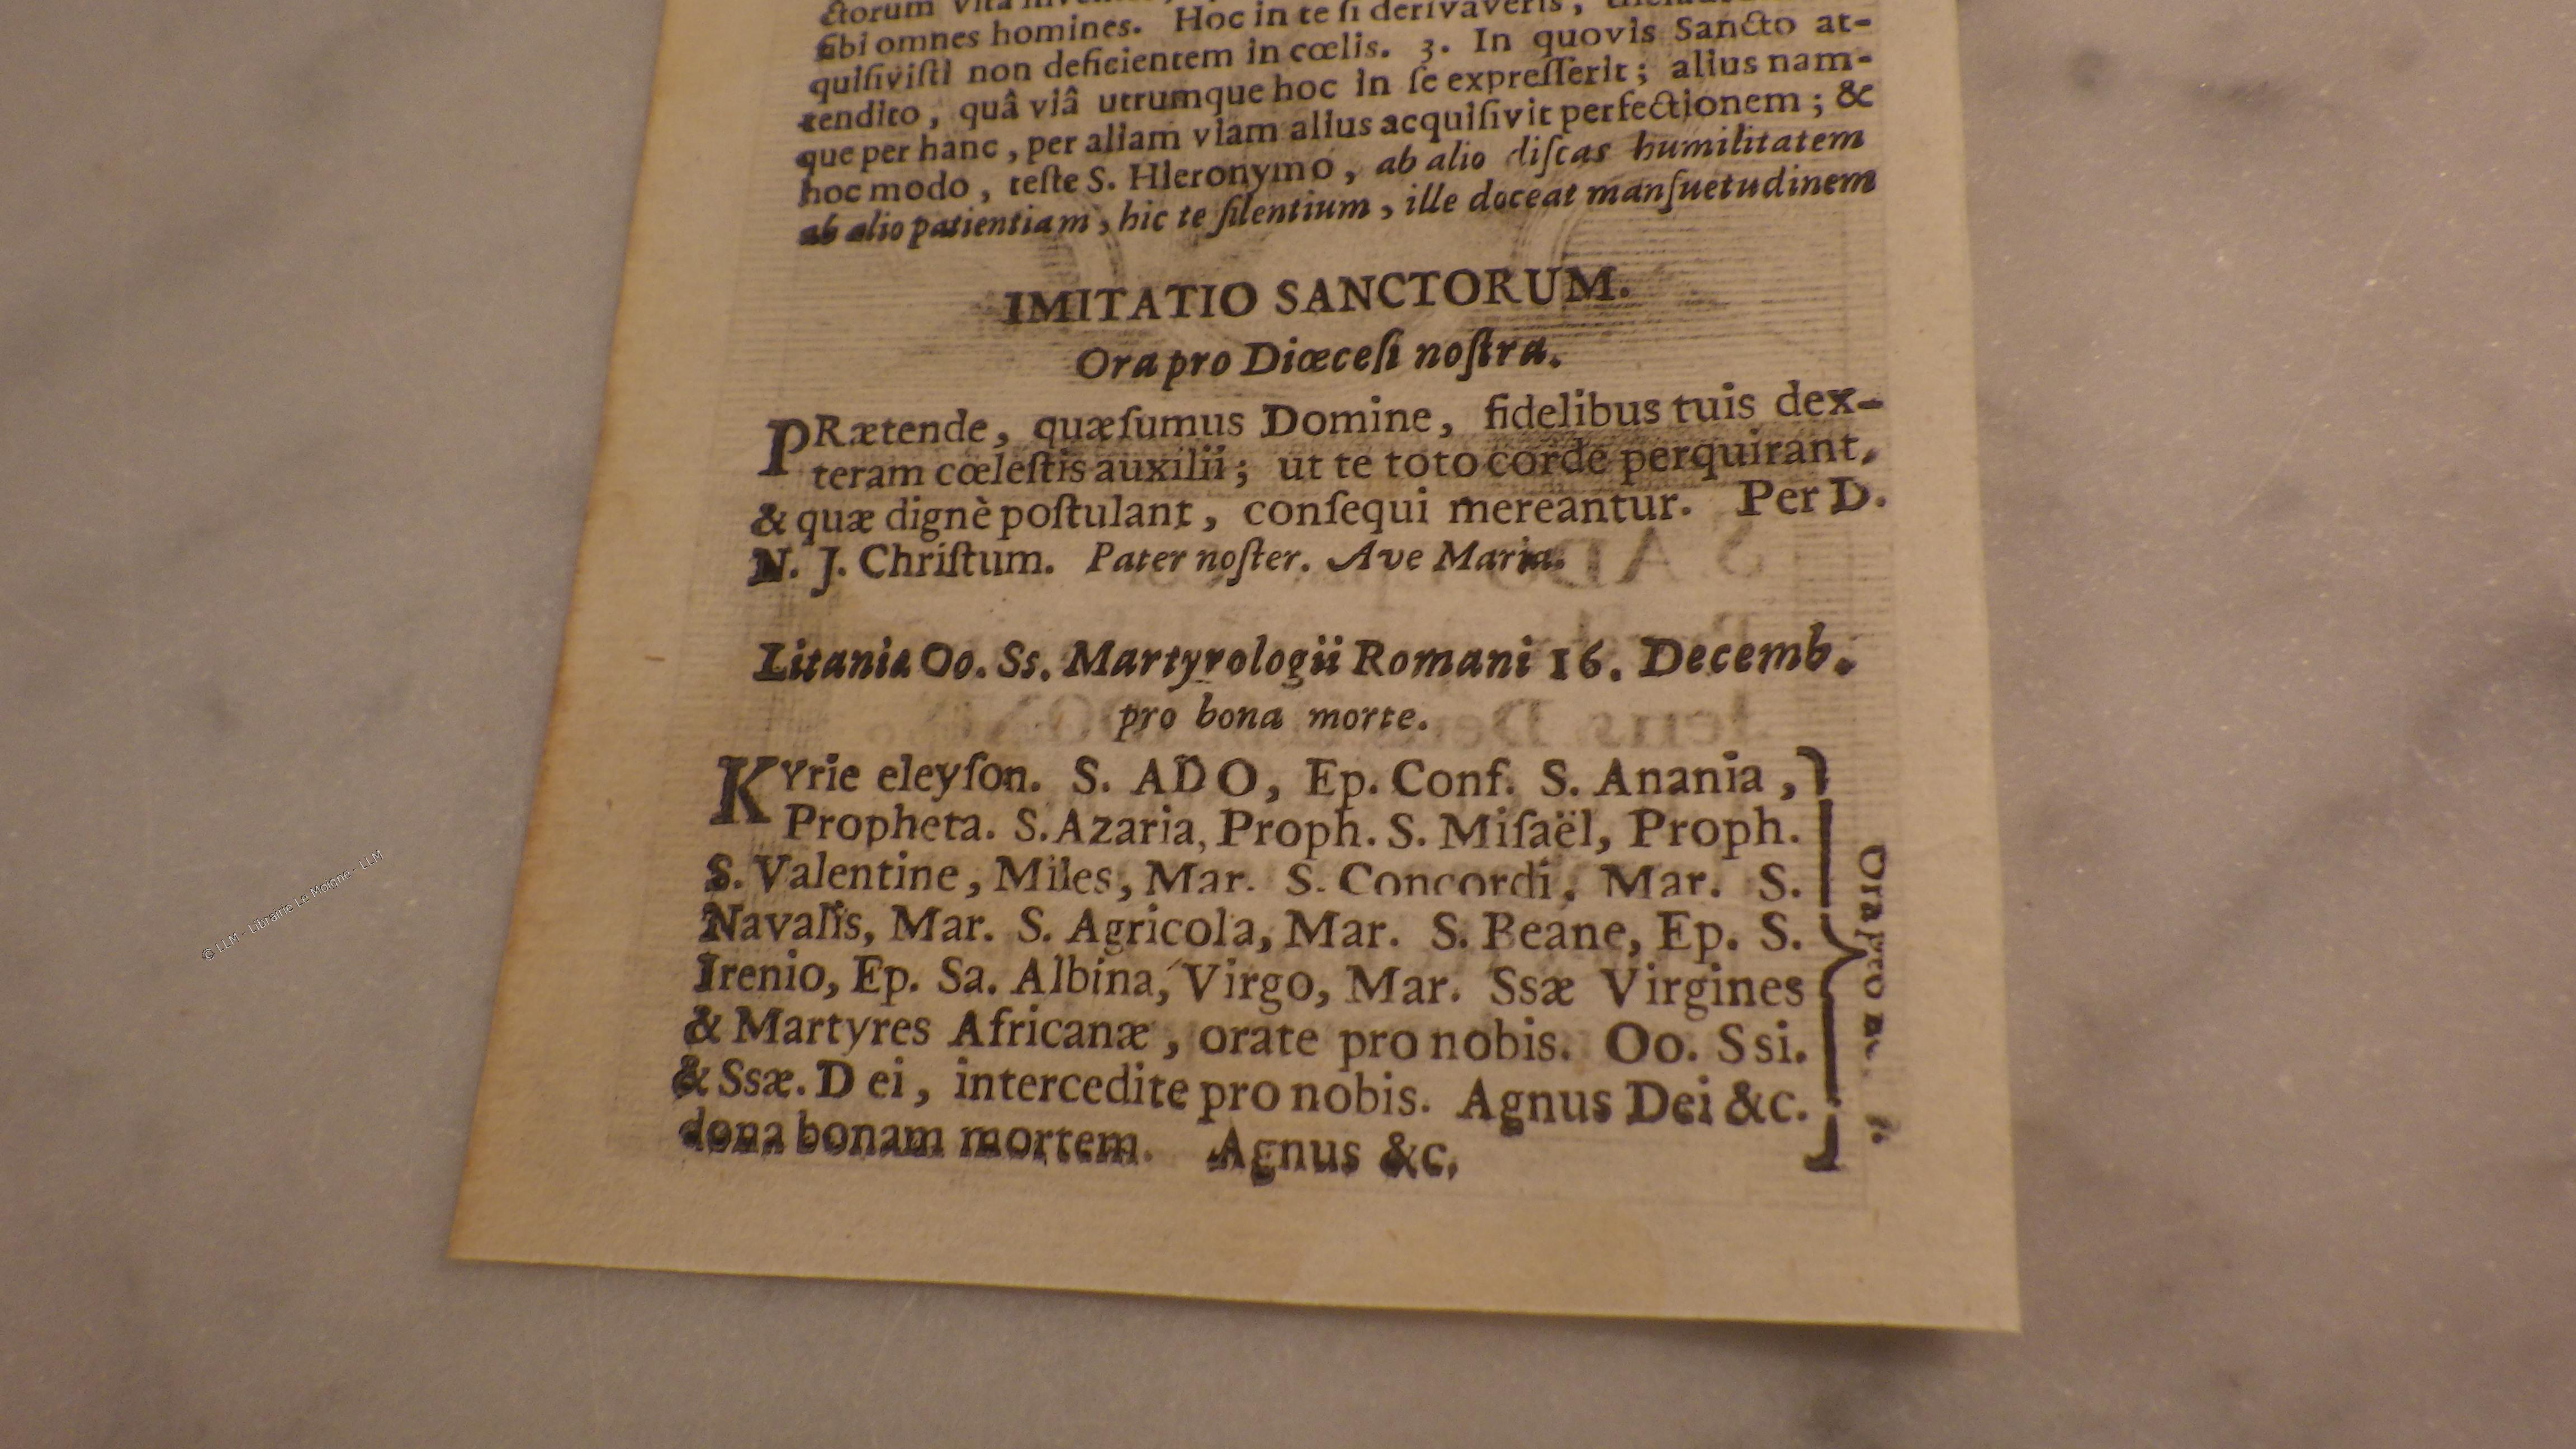 ctorum vita
sibi omnes homines. Hoc in te si derivaveris,
quisivisti non deficientem in cœlis. 3. In quovis Sancto at-
tendito, quâ viâ utrumque hoc in ſe expreſſerit; alius nam-
que per hanc, per aliam viam alius acquiſivit perfectionem; &
hoc modo, teſte S. Hieronymo, ab alio diſcas humilitatem
ab alio patientiam, hic te ſilentium, ille doceat manſuetudinem
IMITATIO SANCTORUM.
Ora pro Diœceſi noſtra.
PRætende, quæſumus Domine, fidelibus tuis dex-
teram cœleſtis auxilii; ut te toto corde perquirant,
& quæ dignè poſtulant, conſequi mereantur. Per D.
N. J. Chriſtum. Pater noſter. Ave Maria.
Litania Oo. Ss. Martyrologii Romani 16. Decemb.
pro bona morte.
KYrie eleyſon. S. ADO, Ep. Conf. S. Anania,
Propheta. S. Azaria, Proph. S. Miſaël, Proph.
S. Valentine, Miles, Mar. S. Concordi, Mar. S.
Navalis, Mar. S. Agricola, Mar. S. Beane, Ep. S.
Irenio, Ep. Sa. Albina, Virgo, Mar. Ssæ Virgines
& Martyres Africanæ, orate pro nobis. Oo. Ssi.
& Ssæ. Dei, intercedite pro nobis. Agnus Dei &c.
dona bonam mortem. Agnus &c.
Ora pro n.
© LLM - Librairie Le Moigne - LLM